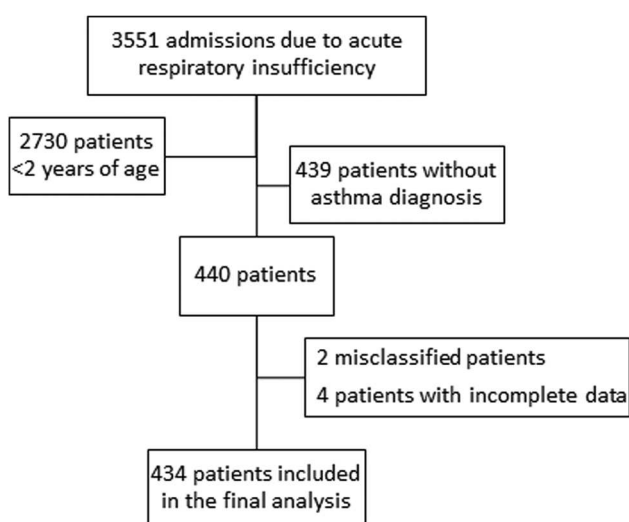 3551 admissions due to acute
respiratory insufficiency
2730 patients
<2 years of age
439 patients without
asthma diagnosis
440 patients
2 misclassified patients
4 patients with incomplete data
434 patients included
in the final analysis